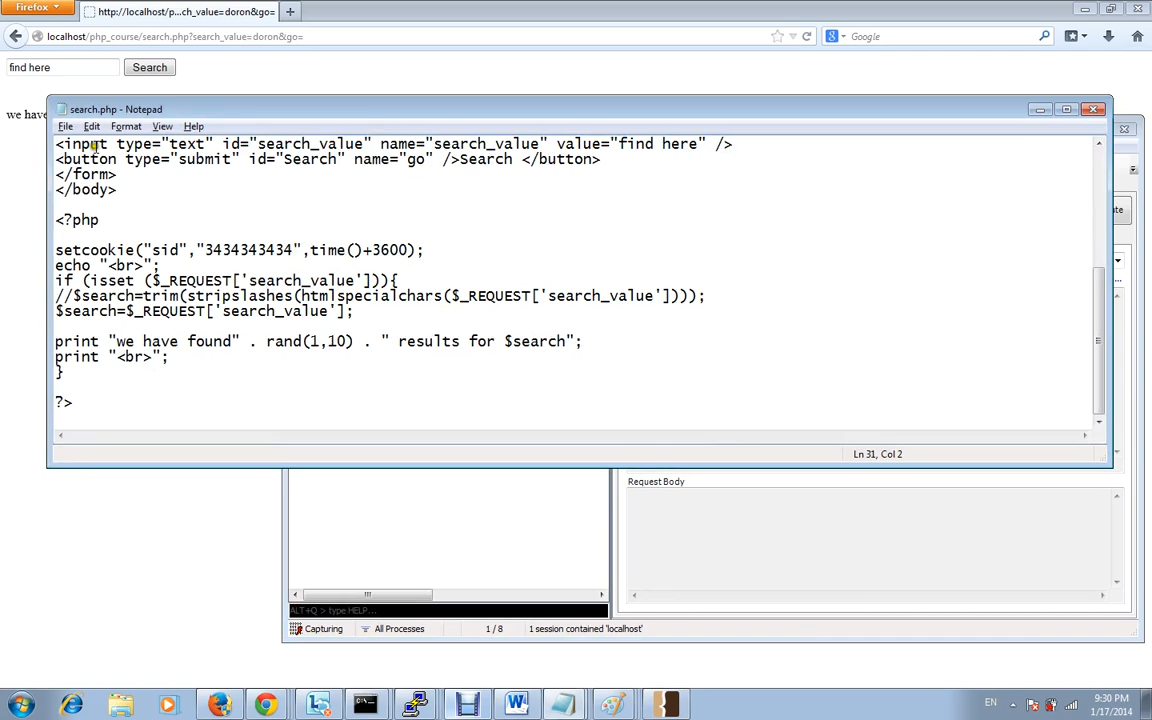 Firefox
http://localhost/p...ch_value=doron&go=
localhost/php_course/search.php?search_value=doron&go=
Google
find here
Search
we have
search.php - Notepad
File Edit Format View Help
<input type="text" id="search_value" name="search_value" value="find here" />
<button type="submit" id="Search" name="go" />Search </button>
</form>
</body>
<?php
setcookie("sid","3434343434",time()+3600);
echo "<br>";
if (isset ($_REQUEST['search_value'])){
//$search=trim(stripslashes(htmlspecialchars($_REQUEST['search_value'])));
$search=$_REQUEST['search_value'];
print "we have found" . rand(1,10) . " results for $search";
print "<br>";
}
?>
Ln 31, Col 2
Request Body
ALT+Q > type HELP...
Capturing
All Processes
1 / 8
1 session contained 'localhost'
EN
9:30 PM
1/17/2014